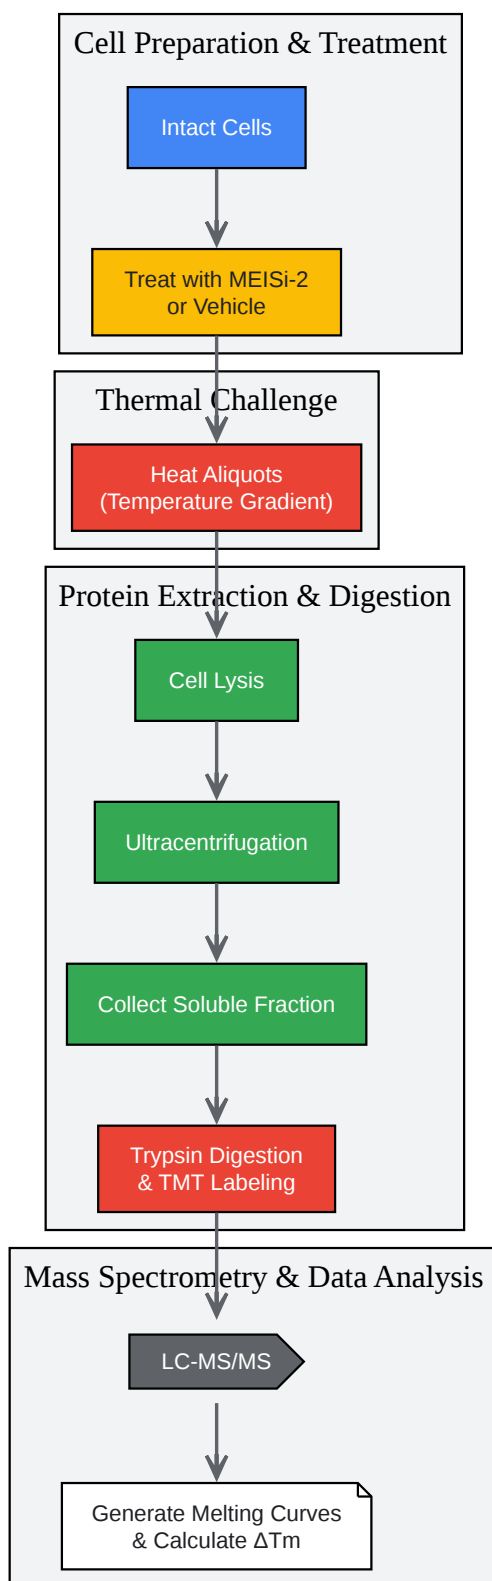 Cell Preparation & Treatment
Intact Cells
Treat with MEISi-2
or Vehicle
Thermal Challenge
Heat Aliquots
(Temperature Gradient)
Protein Extraction & Digestion
Cell Lysis
Ultracentrifugation
Collect Soluble Fraction
Trypsin Digestion
& TMT Labeling
Mass Spectrometry & Data Analysis
LC-MS/MS
Generate Melting Curves
& Calculate ΔTm